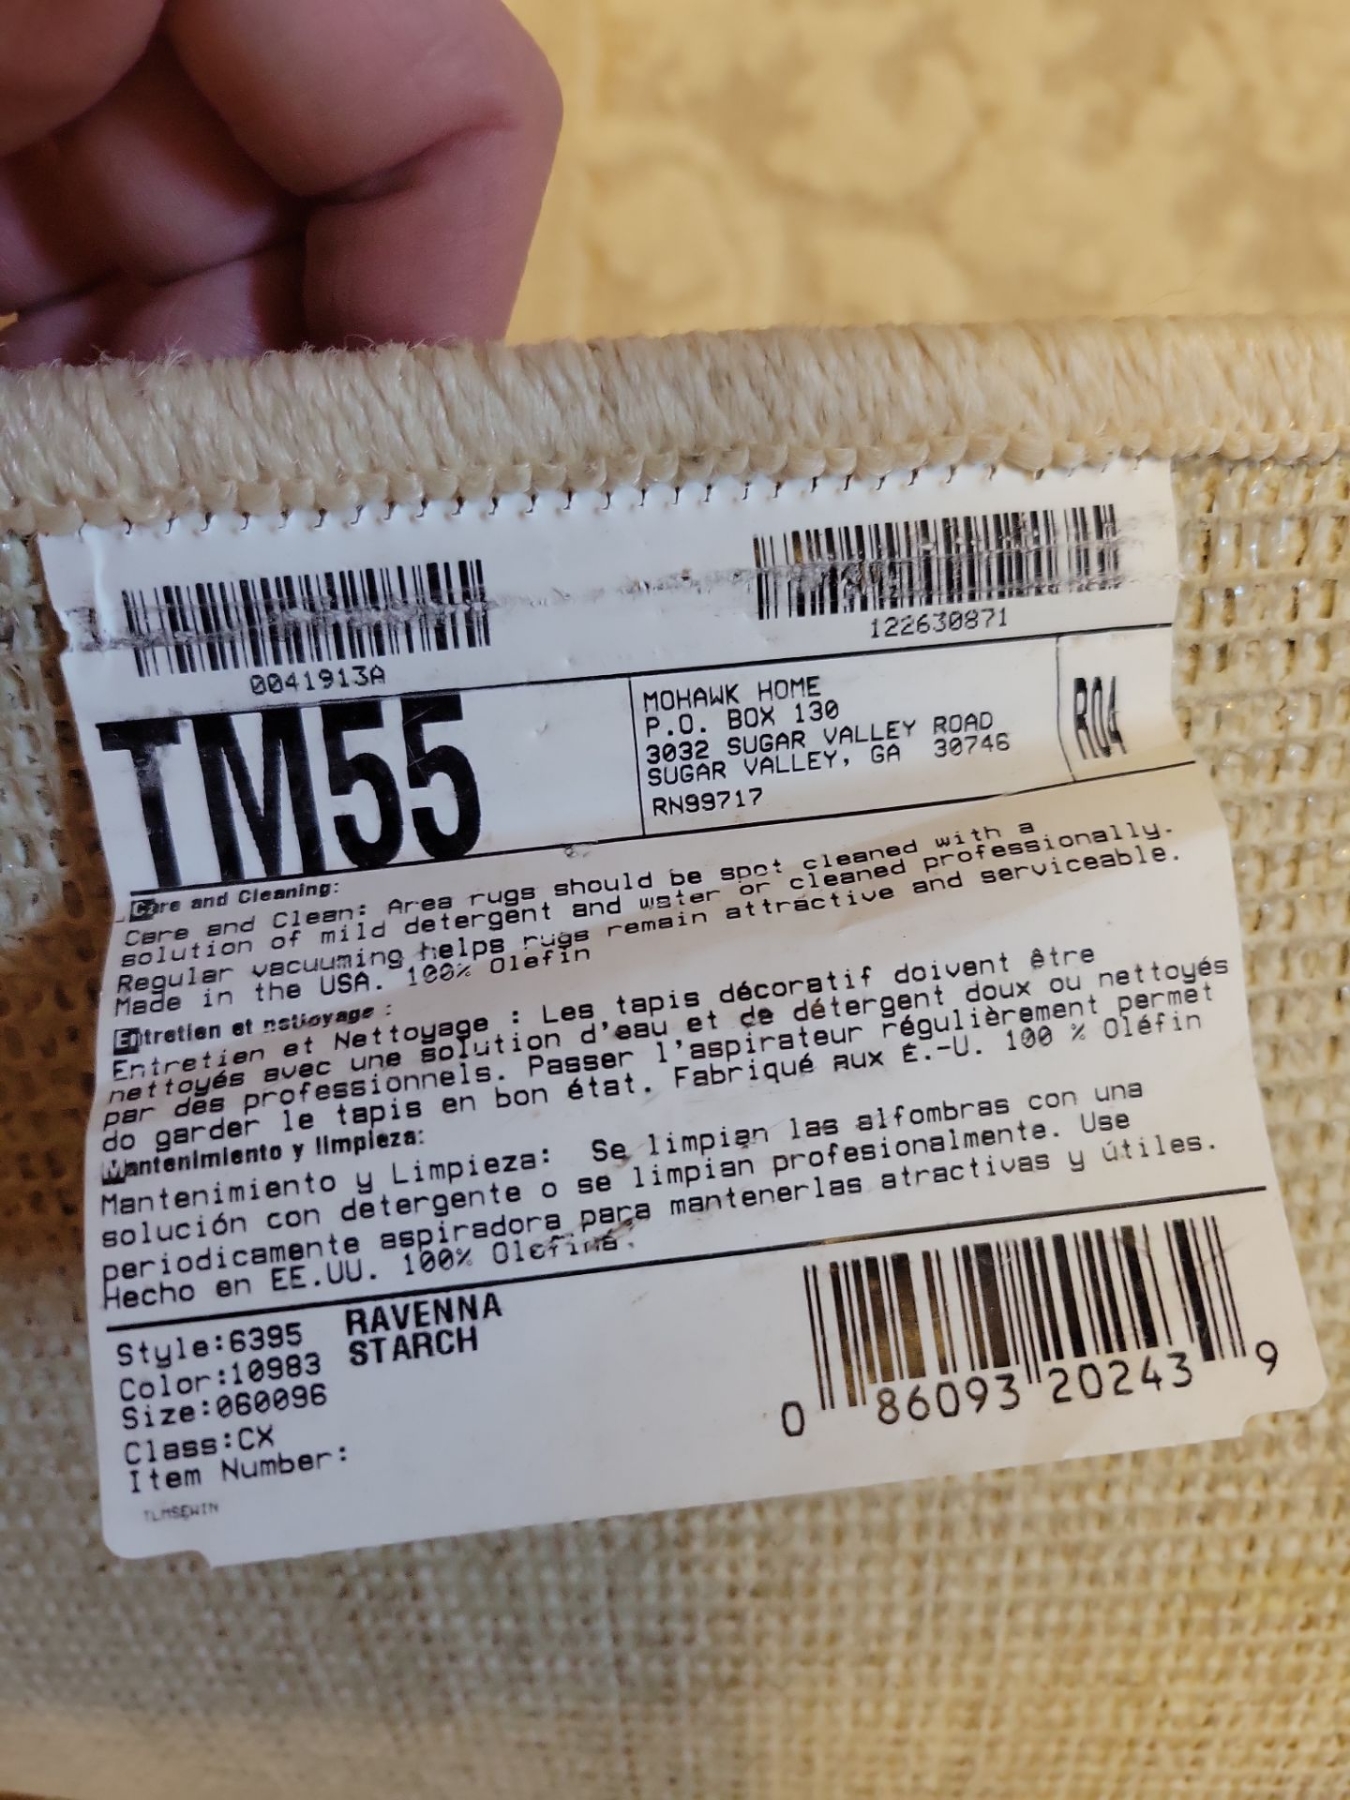 0041913A
122630871
TM55
MOHAWK HOME
P.O. BOX 130
3032 SUGAR VALLEY ROAD
SUGAR VALLEY, GA 30746
RN99717
R04
Care and Cleaning:
Care and Clean: Area rugs should be spot cleaned with a
solution of mild detergent and water or cleaned professionally.
Regular vacuuming helps rugs remain attractive and serviceable.
Made in the USA. 100% Olefin
Entretien et nettoyage :
Entretien et Nettoyage : Les tapis décoratif doivent être
nettoyés avec une solution d'eau et de détergent doux ou nettoyés
par des professionnels. Passer l'aspirateur régulièrement permet
do garder le tapis en bon état. Fabriqué aux É.-U. 100 % Oléfin
Mantenimiento y limpieza:
Mantenimiento y Limpieza: Se limpian las alfombras con una
solución con detergente o se limpian profesionalmente. Use
periodicamente aspiradora para mantenerlas atractivas y útiles.
Hecho en EE.UU. 100% Olefina.
Style:6395 RAVENNA
Color:10983 STARCH
Size:060096
Class:CX
Item Number:
TLMSEWIN
0 86093 20243 9